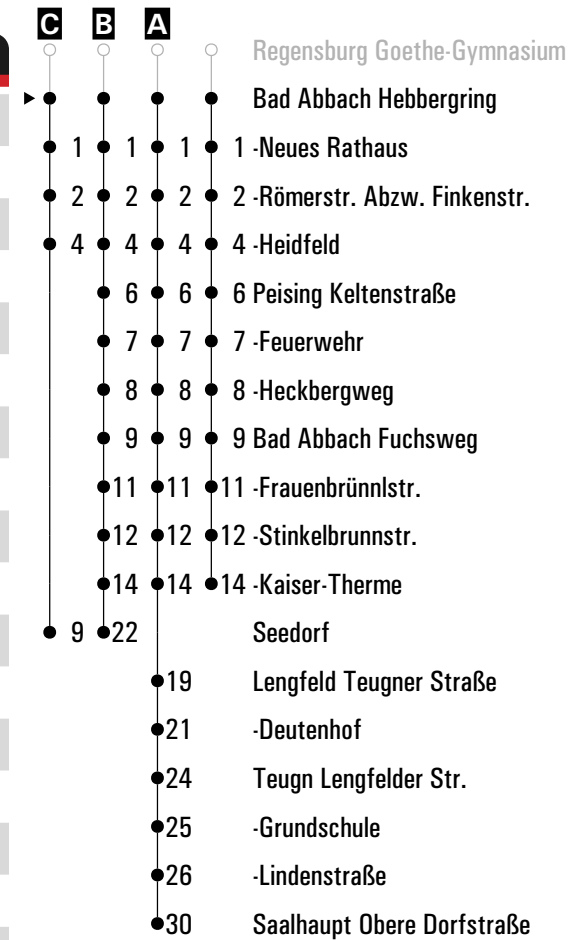 C B A
Regensburg Goethe-Gymnasium
Bad Abbach Hebbergring
1 1 1 1 -Neues Rathaus
2 2 2 2 -Römerstr. Abzw. Finkenstr.
4 4 4 4 -Heidfeld
6 6 6 Peising Keltenstraße
7 7 7 -Feuerwehr
8 8 8 -Heckbergweg
9 9 9 Bad Abbach Fuchsweg
11 11 11 -Frauenbrünnlstr.
12 12 12 -Stinkelbrunnstr.
14 14 14 -Kaiser-Therme
9 22 Seedorf
19 Lengfeld Teugner Straße
21 -Deutenhof
24 Teugn Lengfelder Str.
25 -Grundschule
26 -Lindenstraße
30 Saalhaupt Obere Dorfstraße